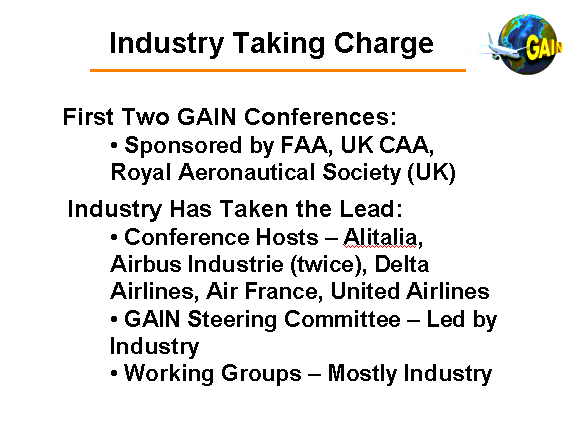 Industry Taking Charge
GAIN
First Two GAIN Conferences:
• Sponsored by FAA, UK CAA,
Royal Aeronautical Society (UK)
Industry Has Taken the Lead:
• Conference Hosts – Alitalia,
Airbus Industrie (twice), Delta
Airlines, Air France, United Airlines
• GAIN Steering Committee – Led by
Industry
• Working Groups – Mostly Industry